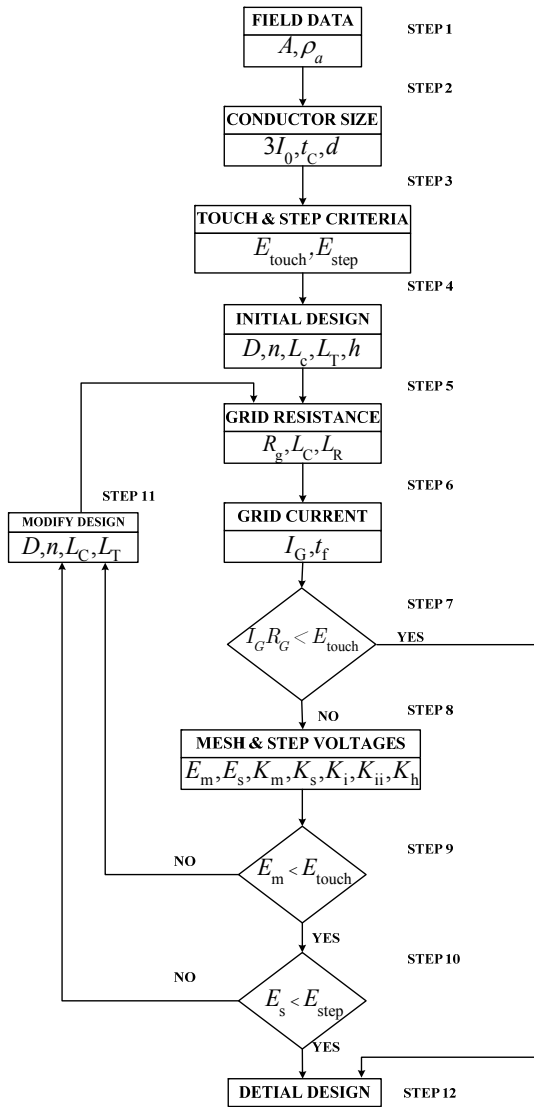 FIELD DATA
STEP 1
A, ρa
STEP 2
CONDUCTOR SIZE
3I0, tC, d
STEP 3
TOUCH & STEP CRITERIA
Etouch, Estep
STEP 4
INITIAL DESIGN
D, n, Lc, LT, h
STEP 5
GRID RESISTANCE
Rg, LC, LR
STEP 6
STEP 11
GRID CURRENT
MODIFY DESIGN
IG, tf
D, n, LC, LT
STEP 7
IGRG < Etouch
YES
NO
STEP 8
MESH & STEP VOLTAGES
Em, Es, Km, Ks, Ki, Kii, Kh
STEP 9
NO
Em < Etouch
YES
STEP 10
NO
Es < Estep
YES
DETIAL DESIGN
STEP 12